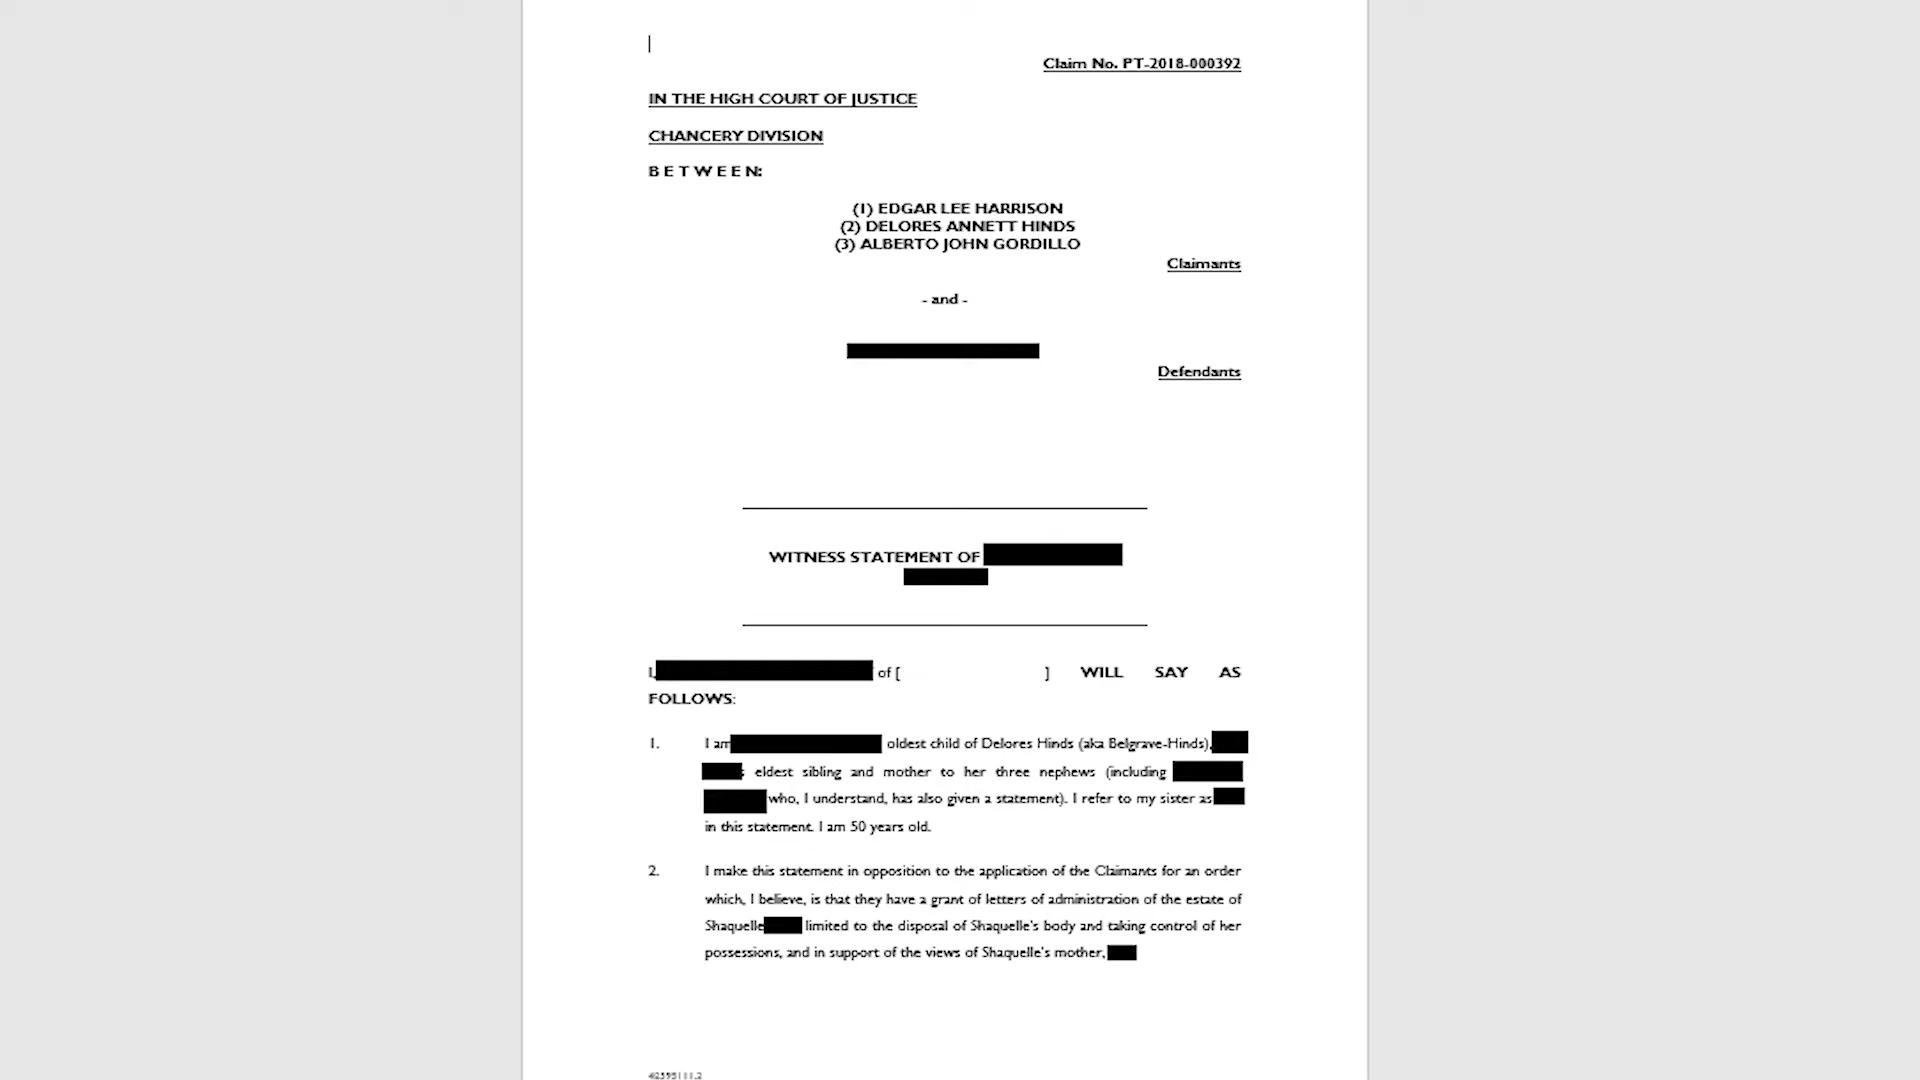 Claim No. PT-2018-000392
IN THE HIGH COURT OF JUSTICE
CHANCERY DIVISION
B E T W E E N:
(1) EDGAR LEE HARRISON
(2) DELORES ANNETT HINDS
(3) ALBERTO JOHN GORDILLO
Claimants
- and -
Defendants
WITNESS STATEMENT OF
I, of [ ] WILL SAY AS
FOLLOWS:
1. I am oldest child of Delores Hinds (aka Belgrave-Hinds),
eldest sibling and mother to her three nephews (including
who, I understand, has also given a statement). I refer to my sister as
in this statement. I am 50 years old.
2. I make this statement in opposition to the application of the Claimants for an order
which, I believe, is that they have a grant of letters of administration of the estate of
Shaquelle limited to the disposal of Shaquelle's body and taking control of her
possessions, and in support of the views of Shaquelle's mother,